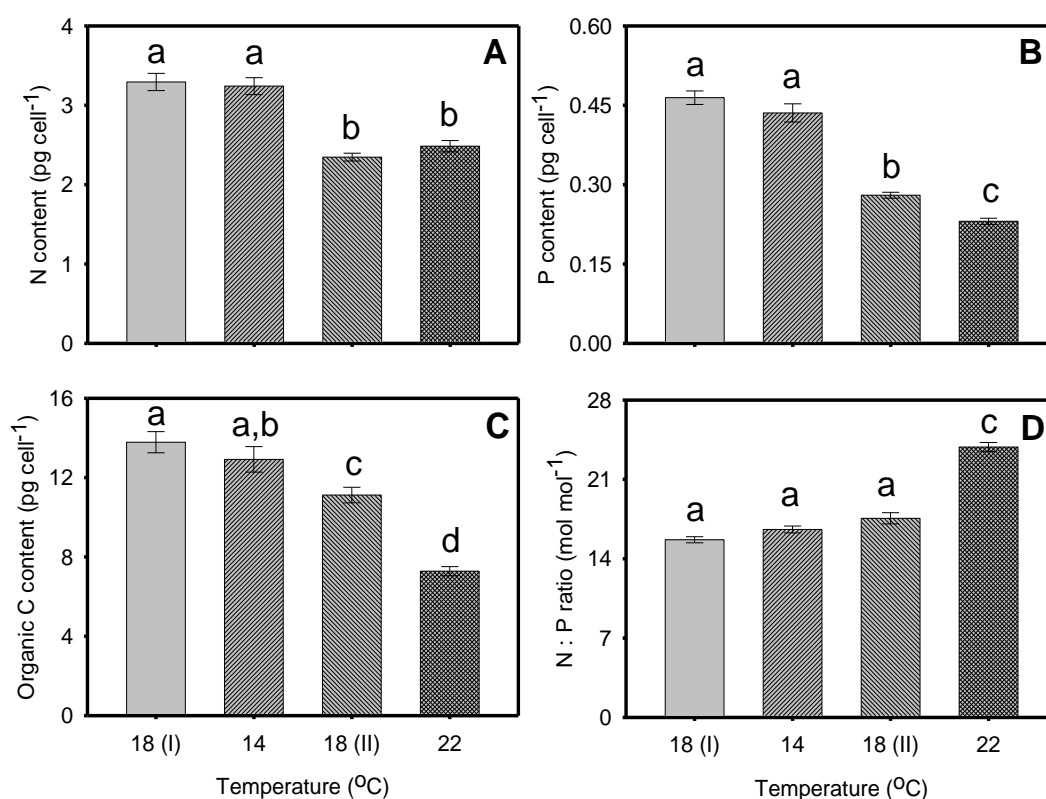 A
N content (pg cell-1)
4
3
2
1
0
a
a
b
b
B
P content (pg cell-1)
0.60
0.45
0.30
0.15
0.00
a
a
b
c
C
Organic C content (pg cell-1)
16
12
8
4
0
a
a,b
c
d
18 (I) 14 18 (II) 22
Temperature (oC)
D
N : P ratio (mol mol-1)
28
21
14
7
0
a
a
a
c
18 (I) 14 18 (II) 22
Temperature (oC)